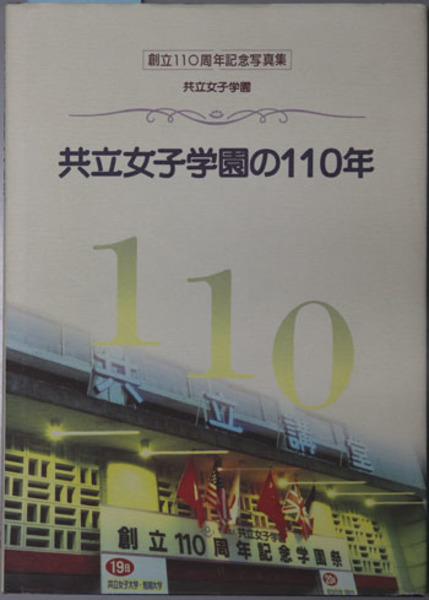 創立110周年記念写真集
共立女子学園
共立女子学園の110年
110
共立講堂
共立女子学園
創立110周年記念学園祭
19日
共立女子大学・短期大学
20日